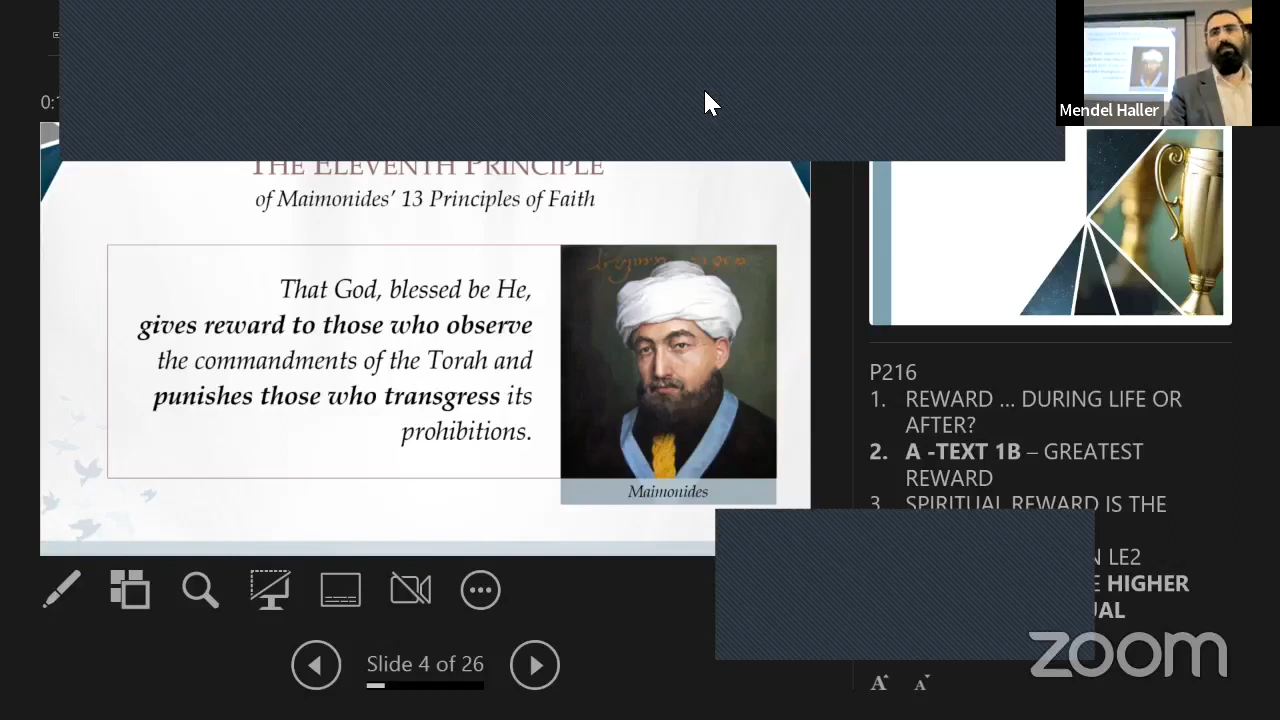 Mendel Haller
0:
THE ELEVENTH PRINCIPLE
of Maimonides' 13 Principles of Faith
That God, blessed be He,
gives reward to those who observe
the commandments of the Torah and
punishes those who transgress its
prohibitions.
Maimonides
Slide 4 of 26
P216
1. REWARD ... DURING LIFE OR
AFTER?
2. A -TEXT 1B – GREATEST
REWARD
3. SPIRITUAL REWARD IS THE
N LE2
HIGHER
zoom
A A